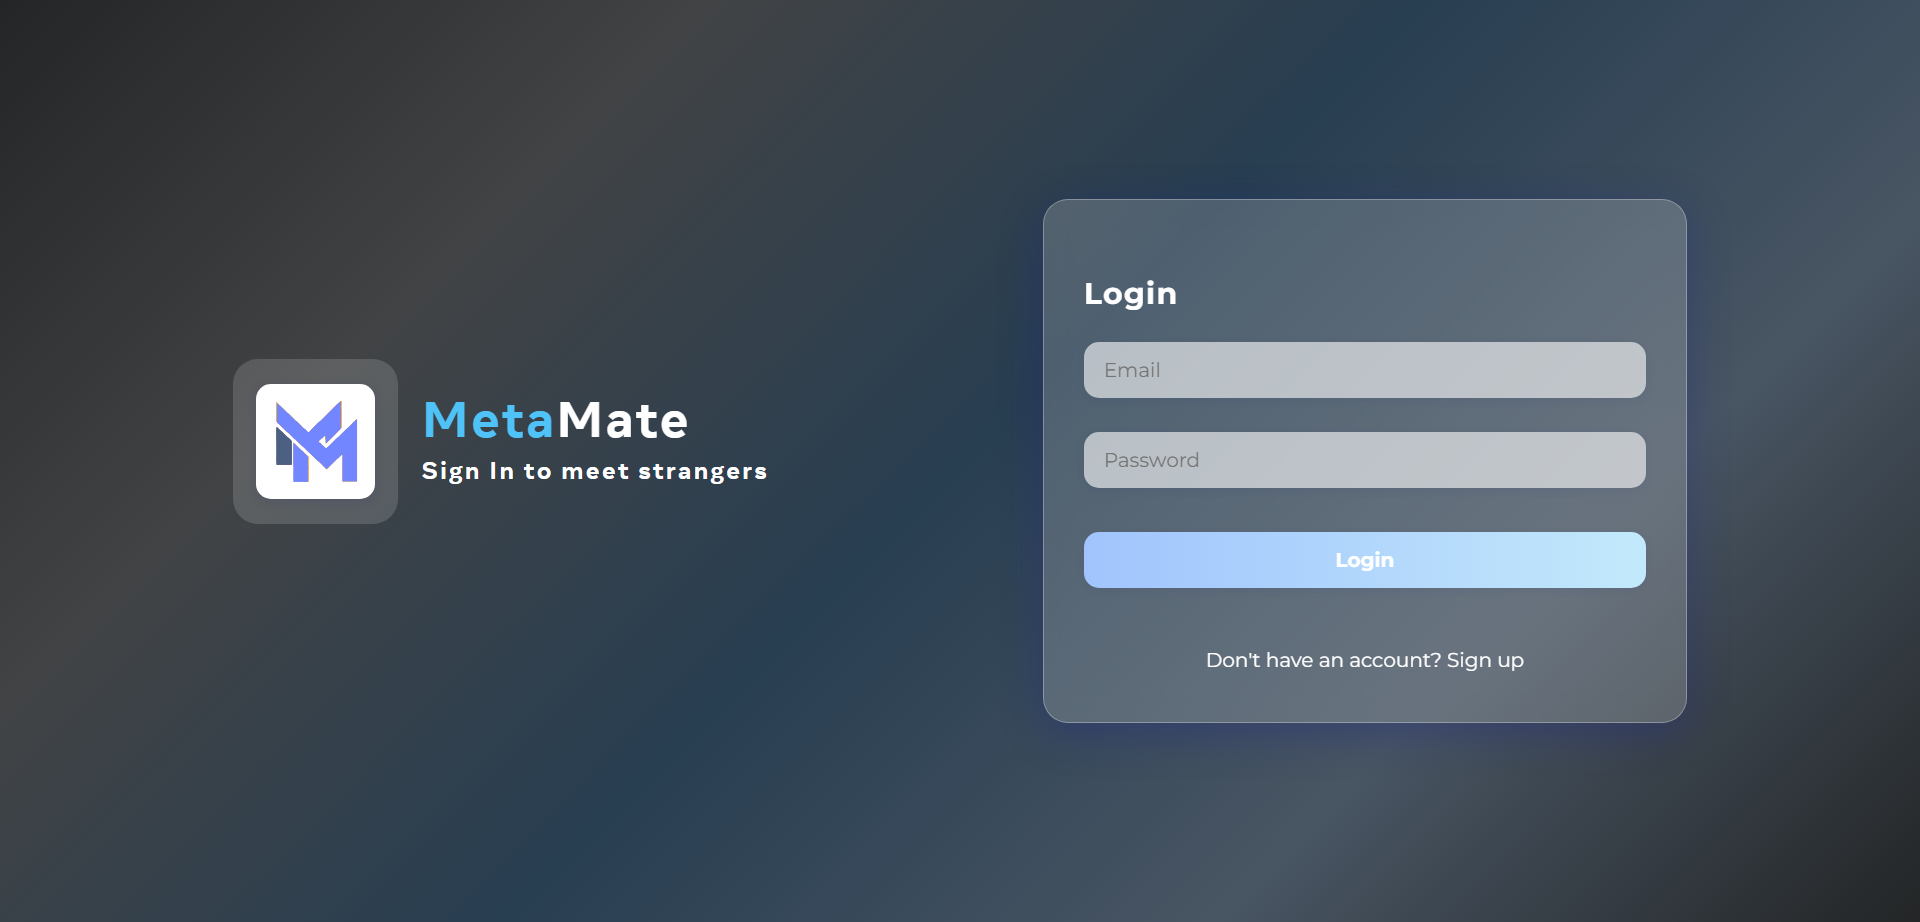 MetaMate
Sign In to meet strangers
Login
Email
Password
Login
Don't have an account? Sign up